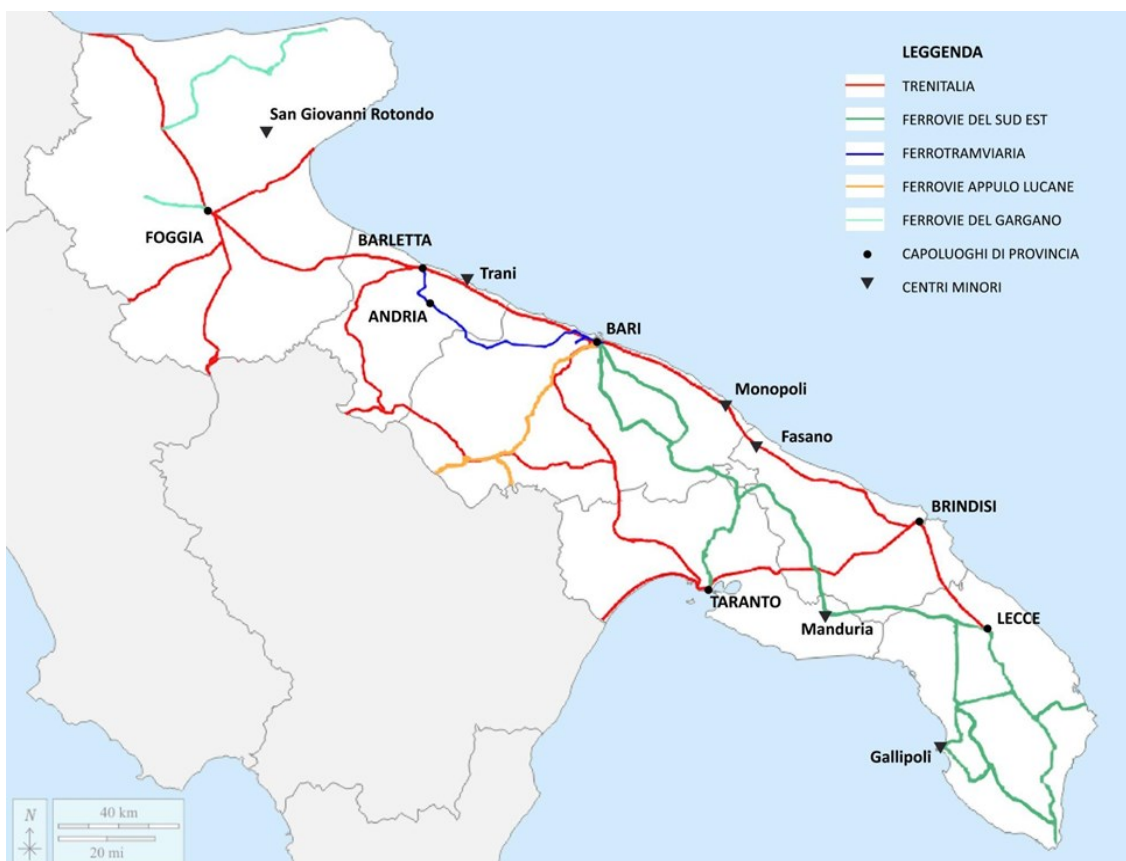 LEGGENDA
TRENITALIA
FERROVIE DEL SUD EST
FERROTRAMVIARIA
FERROVIE APPULO LUCANE
FERROVIE DEL GARGANO
CAPOLUOGHI DI PROVINCIA
CENTRI MINORI
San Giovanni Rotondo
FOGGIA
BARLETTA
Trani
ANDRIA
BARI
Monopoli
Fasano
BRINDISI
TARANTO
Manduria
LECCE
Gallipoli
N
40 km
20 mi